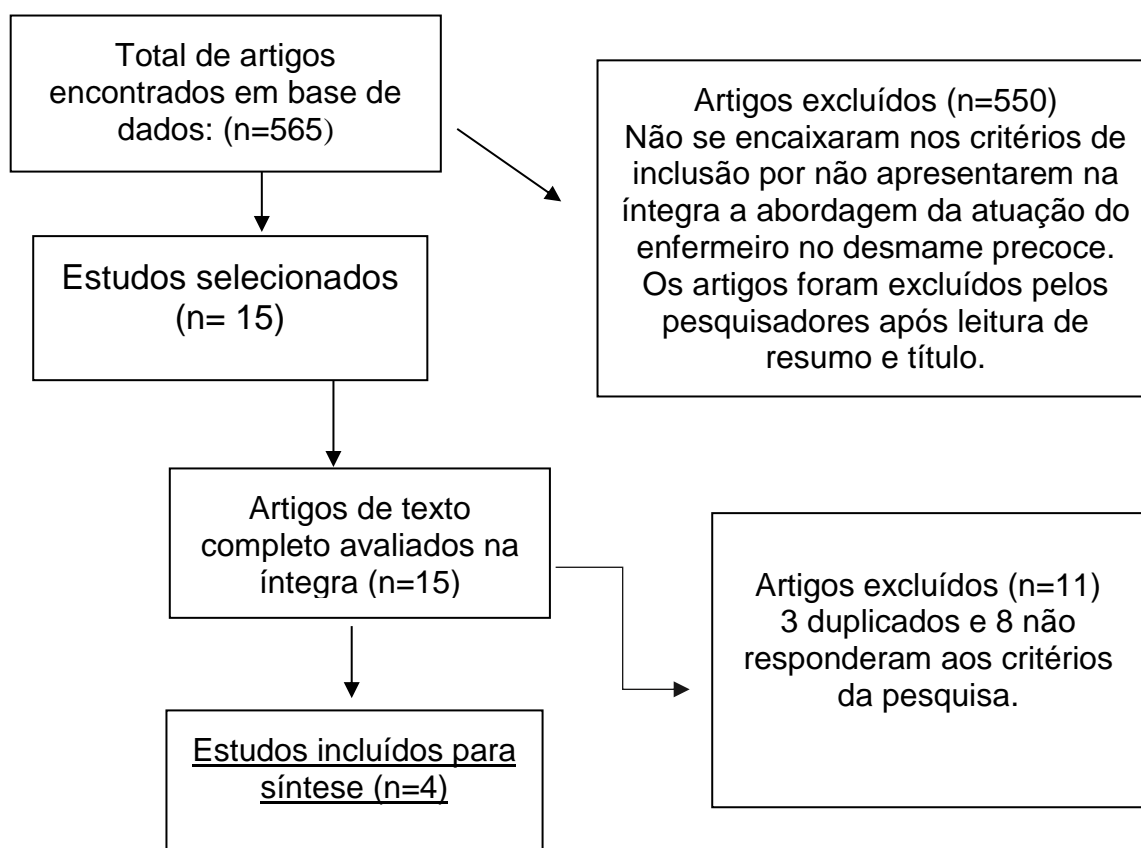 Total de artigos
encontrados em base de
dados: (n=565)
Artigos excluídos (n=550)
Não se encaixaram nos critérios de
inclusão por não apresentarem na
íntegra a abordagem da atuação do
enfermeiro no desmame precoce.
Os artigos foram excluídos pelos
pesquisadores após leitura de
resumo e título.
Estudos selecionados
(n= 15)
Artigos de texto
completo avaliados na
íntegra (n=15)
Artigos excluídos (n=11)
3 duplicados e 8 não
responderam aos critérios
da pesquisa.
Estudos incluídos para
síntese (n=4)